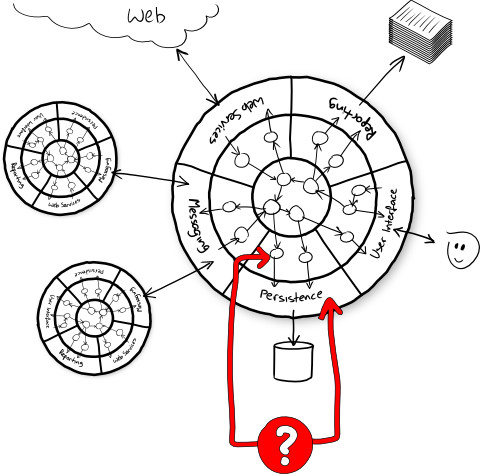 Web
Web Services
Reporting
User Interface
Persistence
Messaging
User Interface
Persistence
Messaging
Web Services
Reporting
Persistence
Messaging
Web Services
Reporting
User Interface
?